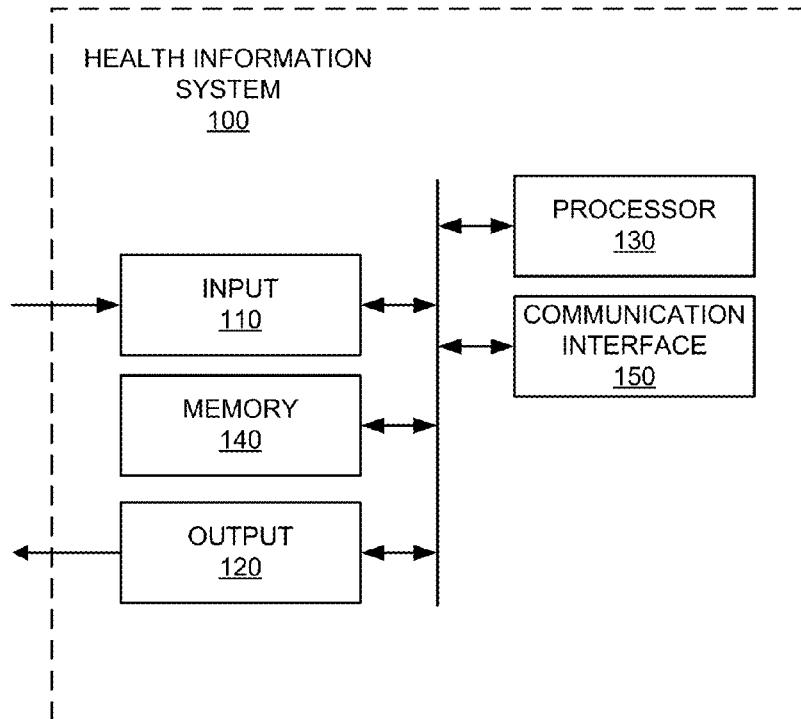 HEALTH INFORMATION
SYSTEM
100
PROCESSOR
130
INPUT
110
COMMUNICATION
INTERFACE
150
MEMORY
140
OUTPUT
120